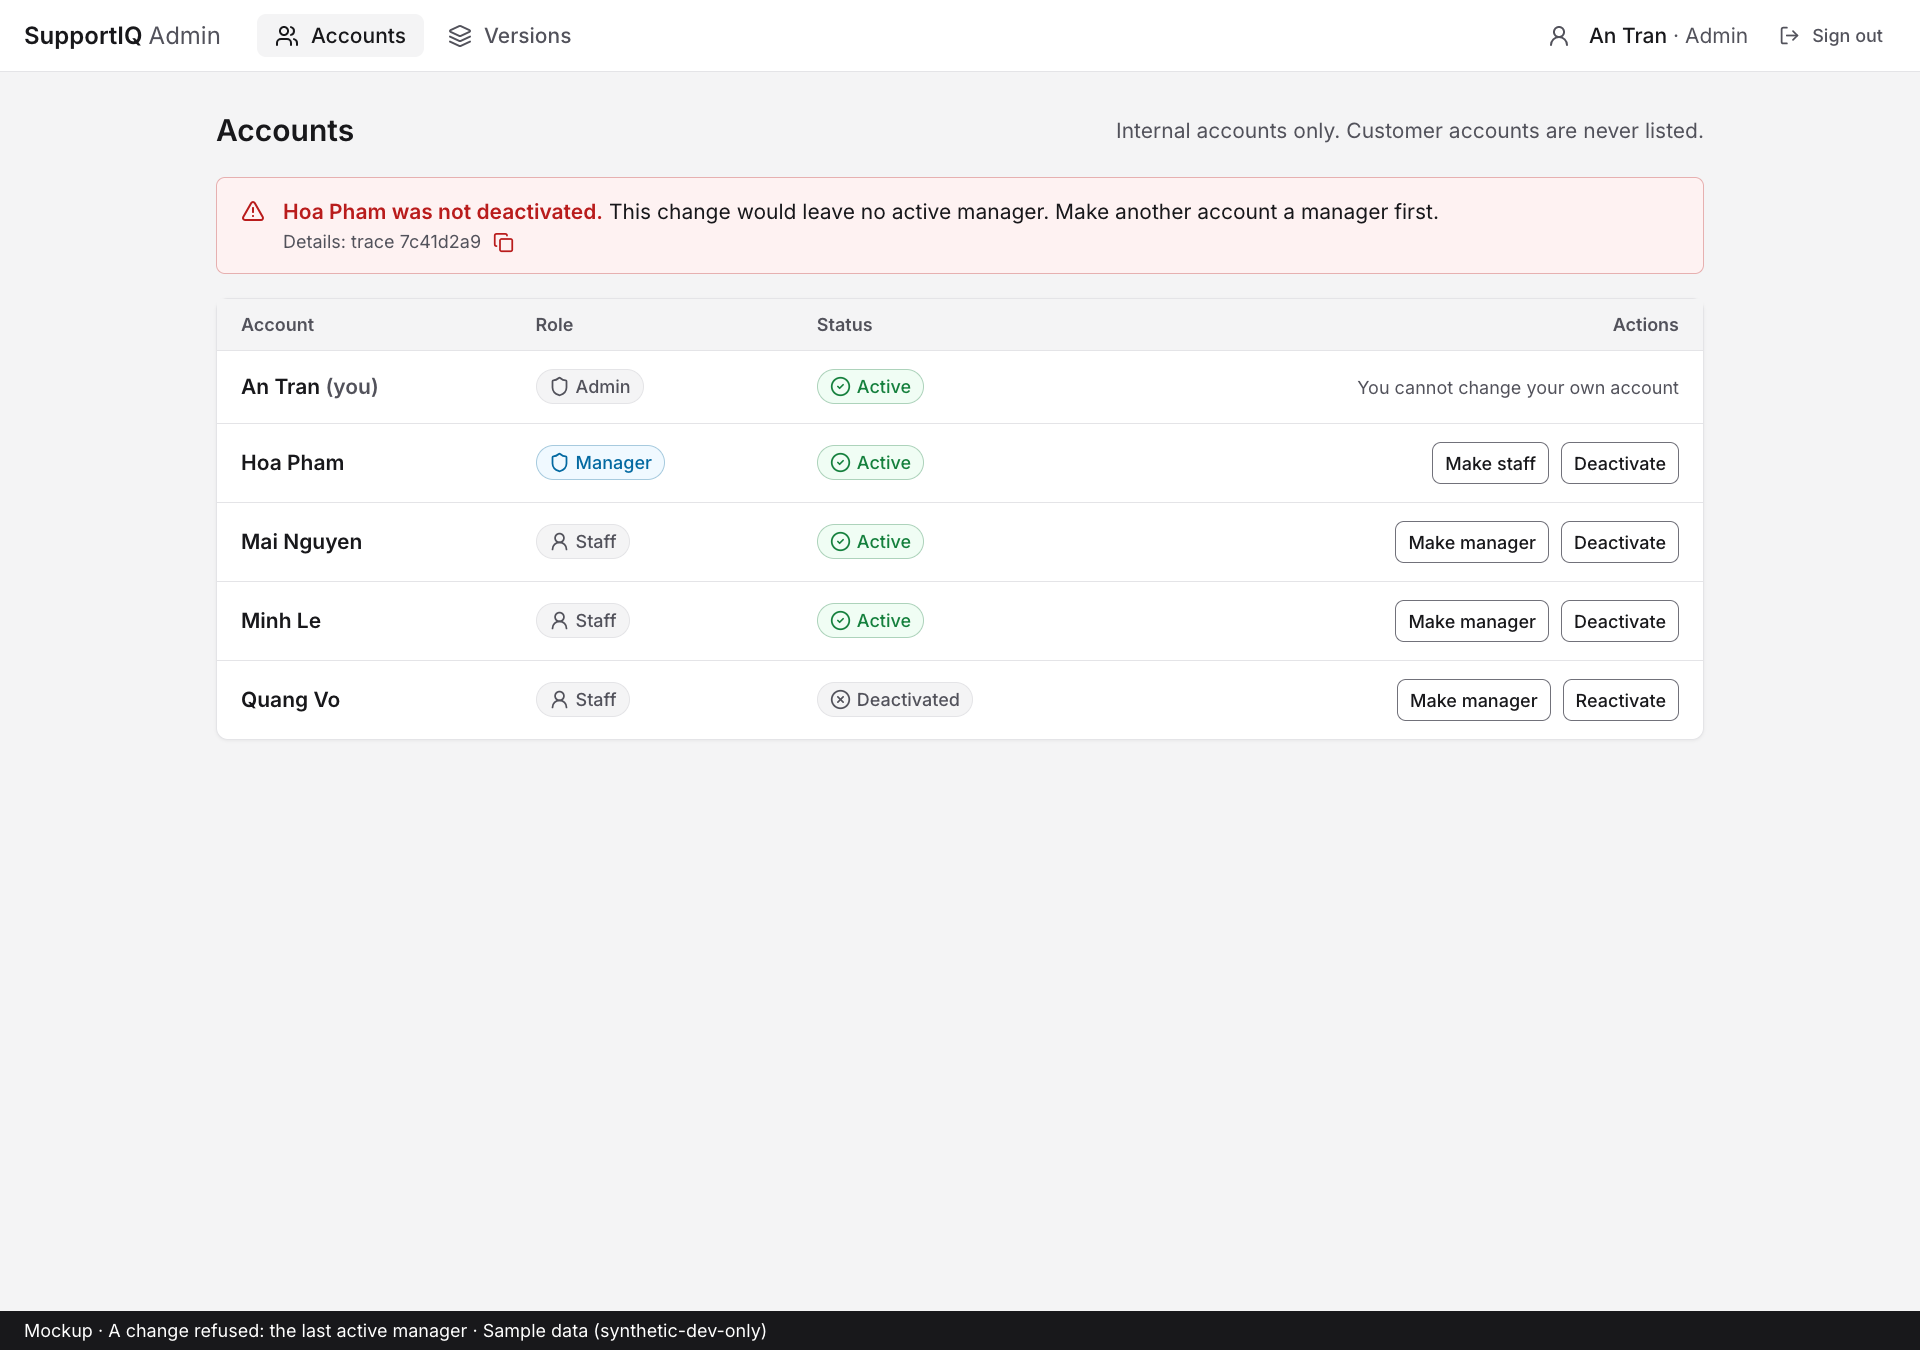 SupportIQ Admin Accounts Versions An Tran · Admin Sign out
Accounts Internal accounts only. Customer accounts are never listed.
Hoa Pham was not deactivated. This change would leave no active manager. Make another account a manager first.
Details: trace 7c41d2a9
Account Role Status Actions
An Tran (you) Admin Active You cannot change your own account
Hoa Pham Manager Active Make staff Deactivate
Mai Nguyen Staff Active Make manager Deactivate
Minh Le Staff Active Make manager Deactivate
Quang Vo Staff Deactivated Make manager Reactivate
Mockup · A change refused: the last active manager · Sample data (synthetic-dev-only)